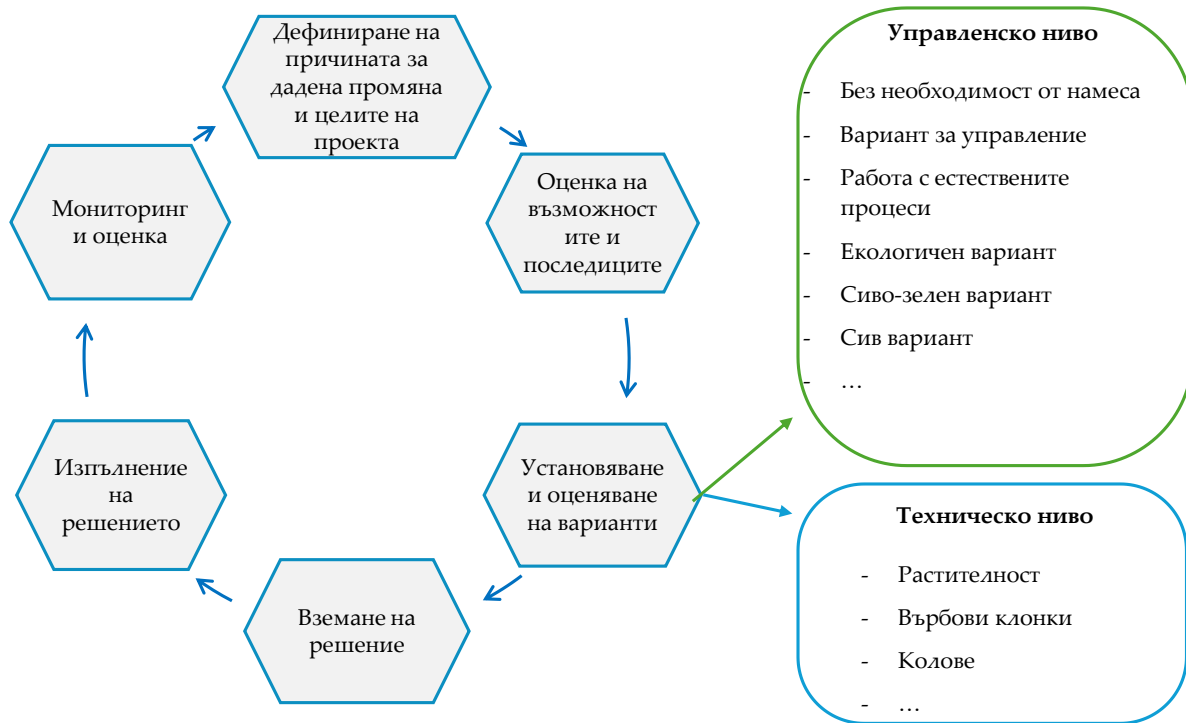 Дефиниране на
причината за
дадена промяна
и целите на
проекта
Оценка на
възможност
ите и
последиците
Установяване
и оценяване
на варианти
Вземане на
решение
Изпълнение
на
решението
Мониторинг
и оценка
Управленско ниво
- Без необходимост от намеса
- Вариант за управление
- Работа с естествените
процеси
- Екологичен вариант
- Сиво-зелен вариант
- Сив вариант
- …
Техническо ниво
- Растителност
- Върбови клонки
- Колове
- …